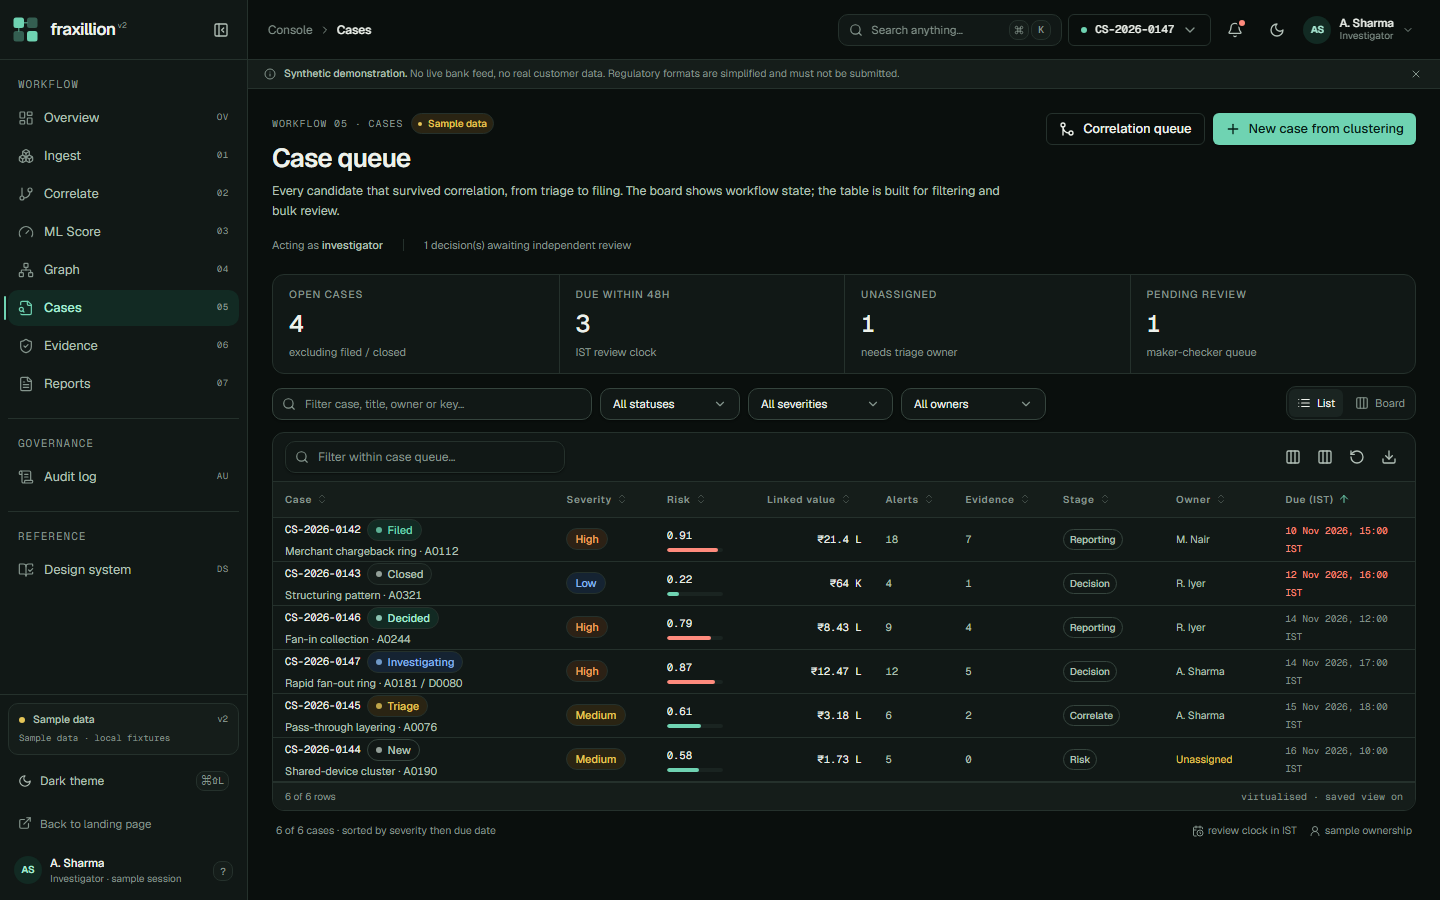 fraxillion v2
WORKFLOW
Overview OV
Ingest 01
Correlate 02
ML Score 03
Graph 04
Cases 05
Evidence 06
Reports 07
GOVERNANCE
Audit log AU
REFERENCE
Design system DS
Sample data v2
Sample data · local fixtures
Dark theme ⌘⇧L
Back to landing page
AS A. Sharma
Investigator · sample session ?
Console > Cases
Search anything... ⌘ K
CS-2026-0147
AS A. Sharma
Investigator
Synthetic demonstration. No live bank feed, no real customer data. Regulatory formats are simplified and must not be submitted.
WORKFLOW 05 · CASES Sample data
Correlation queue
New case from clustering
Case queue
Every candidate that survived correlation, from triage to filing. The board shows workflow state; the table is built for filtering and
bulk review.
Acting as investigator 1 decision(s) awaiting independent review
OPEN CASES DUE WITHIN 48H UNASSIGNED PENDING REVIEW
4 3 1 1
excluding filed / closed IST review clock needs triage owner maker-checker queue
Filter case, title, owner or key... All statuses All severities All owners List Board
Filter within case queue...
Case Severity Risk Linked value Alerts Evidence Stage Owner Due (IST)
CS-2026-0142 Filed
Merchant chargeback ring · A0112
High 0.91 ₹21.4 L 18 7 Reporting M. Nair 10 Nov 2026, 15:00
IST
CS-2026-0143 Closed
Structuring pattern · A0321
Low 0.22 ₹64 K 4 1 Decision R. Iyer 12 Nov 2026, 16:00
IST
CS-2026-0146 Decided
Fan-in collection · A0244
High 0.79 ₹8.43 L 9 4 Reporting R. Iyer 14 Nov 2026, 12:00
IST
CS-2026-0147 Investigating
Rapid fan-out ring · A0181 / D0080
High 0.87 ₹12.47 L 12 5 Decision A. Sharma 14 Nov 2026, 17:00
IST
CS-2026-0145 Triage
Pass-through layering · A0076
Medium 0.61 ₹3.18 L 6 2 Correlate A. Sharma 15 Nov 2026, 18:00
IST
CS-2026-0144 New
Shared-device cluster · A0190
Medium 0.58 ₹1.73 L 5 0 Risk Unassigned 16 Nov 2026, 10:00
IST
6 of 6 rows virtualised · saved view on
6 of 6 cases · sorted by severity then due date review clock in IST sample ownership